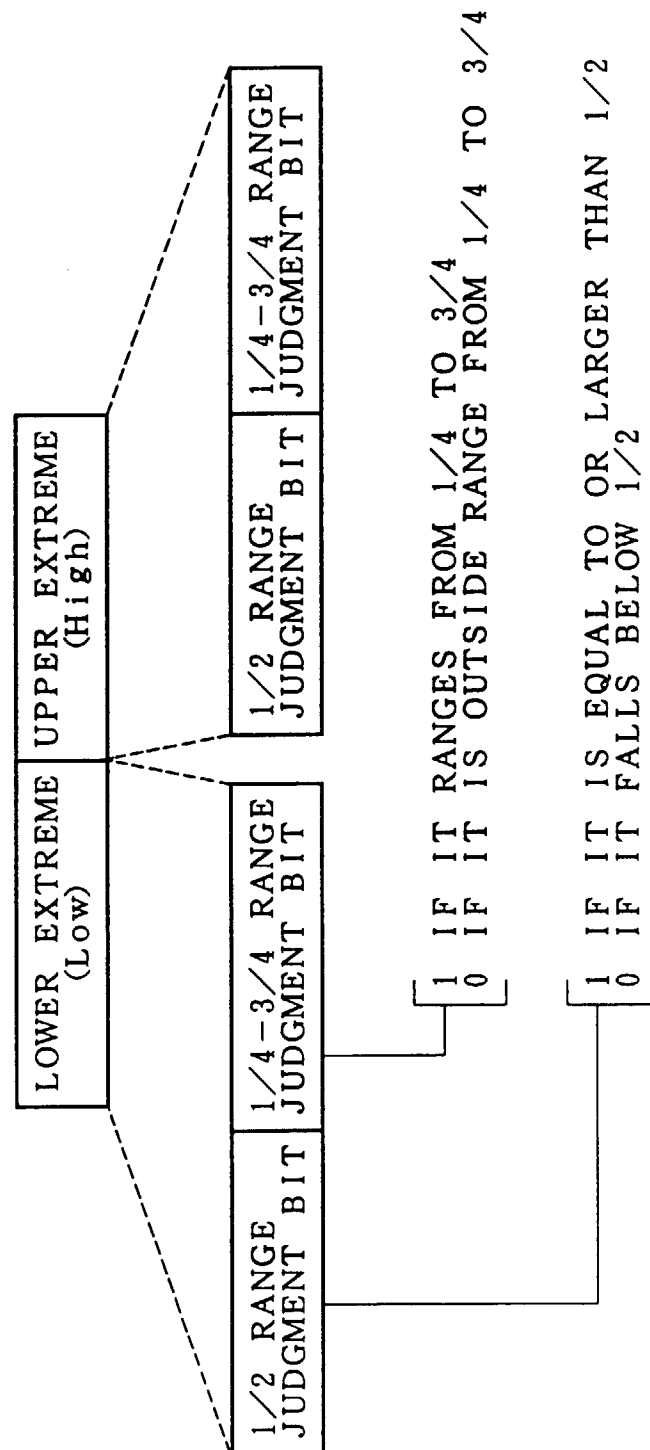 LOWER EXTREME
(Low)
UPPER EXTREME
(High)
1/2 RANGE
JUDGMENT BIT
1/4-3/4 RANGE
JUDGMENT BIT
1/2 RANGE
JUDGMENT BIT
1/4-3/4 RANGE
JUDGMENT BIT
1 IF IT RANGES FROM 1/4 TO 3/4
0 IF IT IS OUTSIDE RANGE FROM 1/4 TO 3/4
1 IF IT IS EQUAL TO OR LARGER THAN 1/2
0 IF IT FALLS BELOW 1/2